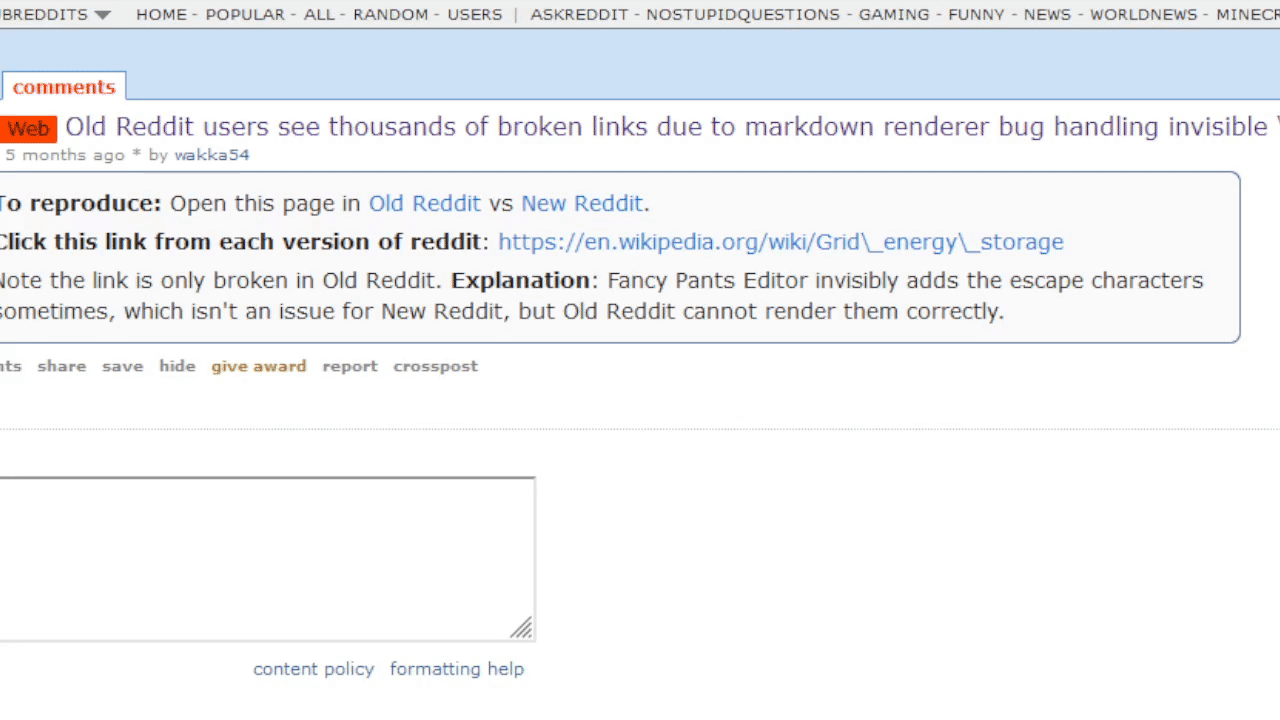 BREDDITS HOME - POPULAR - ALL - RANDOM - USERS | ASKREDDIT - NOSTUPIDQUESTIONS - GAMING - FUNNY - NEWS - WORLDNEWS - MINECR
comments
Web Old Reddit users see thousands of broken links due to markdown renderer bug handling invisible
5 months ago * by wakka54
To reproduce: Open this page in Old Reddit vs New Reddit.
Click this link from each version of reddit: https://en.wikipedia.org/wiki/Grid\_energy\_storage
Note the link is only broken in Old Reddit. Explanation: Fancy Pants Editor invisibly adds the escape characters
sometimes, which isn't an issue for New Reddit, but Old Reddit cannot render them correctly.
nts share save hide give award report crosspost
content policy formatting help